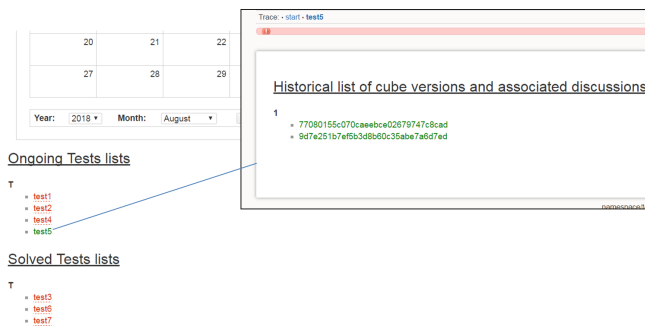 20 21 22
27 28 29
Year: 2018 Month: August
Ongoing Tests lists
T
test1
test2
test4
test5
Solved Tests lists
T
test3
test6
test7
Trace: • start • test5
Historical list of cube versions and associated discussions
1
77080155c070caeebce02679747c8cad
9d7e251b7ef5b3d8b60c35abe7a6d7ed